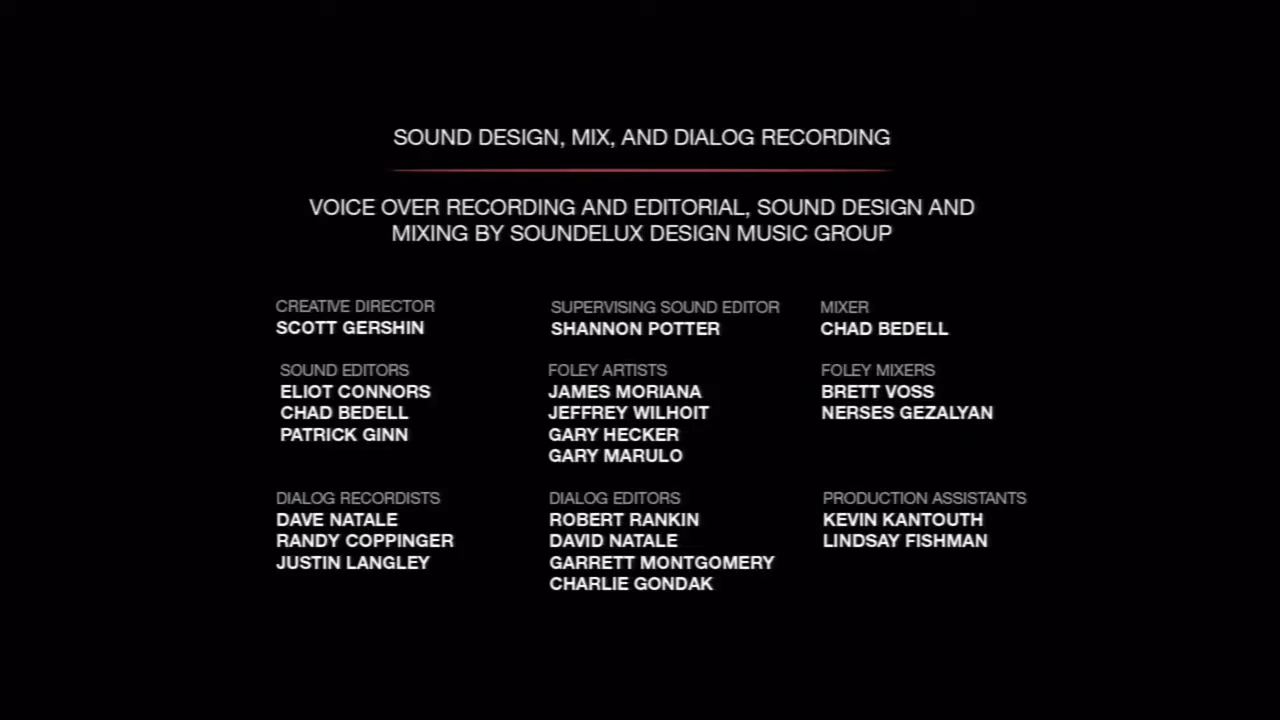 SOUND DESIGN, MIX, AND DIALOG RECORDING
VOICE OVER RECORDING AND EDITORIAL, SOUND DESIGN AND
MIXING BY SOUNDELUX DESIGN MUSIC GROUP
CREATIVE DIRECTOR
SCOTT GERSHIN
SUPERVISING SOUND EDITOR
SHANNON POTTER
MIXER
CHAD BEDELL
SOUND EDITORS
ELIOT CONNORS
CHAD BEDELL
PATRICK GINN
FOLEY ARTISTS
JAMES MORIANA
JEFFREY WILHOIT
GARY HECKER
GARY MARULO
FOLEY MIXERS
BRETT VOSS
NERSES GEZALYAN
DIALOG RECORDISTS
DAVE NATALE
RANDY COPPINGER
JUSTIN LANGLEY
DIALOG EDITORS
ROBERT RANKIN
DAVID NATALE
GARRETT MONTGOMERY
CHARLIE GONDAK
PRODUCTION ASSISTANTS
KEVIN KANTOUTH
LINDSAY FISHMAN